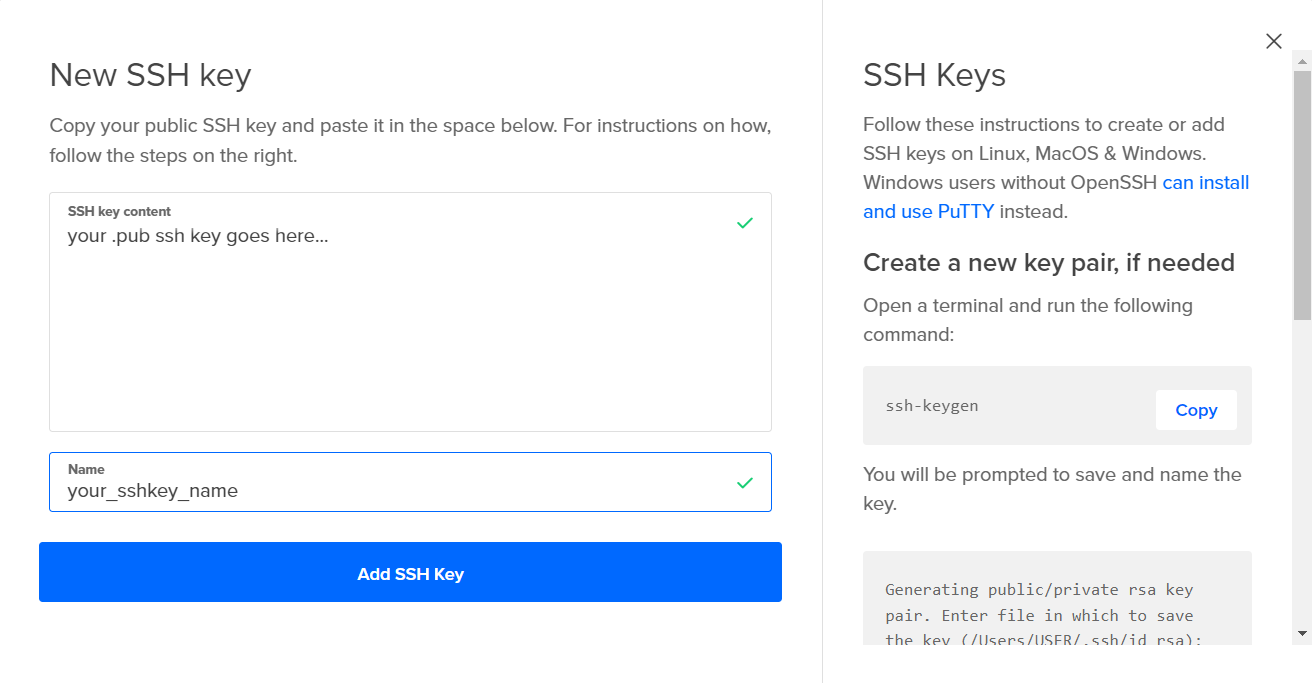 New SSH key
Copy your public SSH key and paste it in the space below. For instructions on how,
follow the steps on the right.
SSH key content
your .pub ssh key goes here...
Name
your_sshkey_name
Add SSH Key
SSH Keys
Follow these instructions to create or add
SSH keys on Linux, MacOS & Windows.
Windows users without OpenSSH can install
and use PuTTY instead.
Create a new key pair, if needed
Open a terminal and run the following
command:
ssh-keygen
Copy
You will be prompted to save and name the
key.
Generating public/private rsa key
pair. Enter file in which to save
the key (/Users/USER/.ssh/id_rsa):